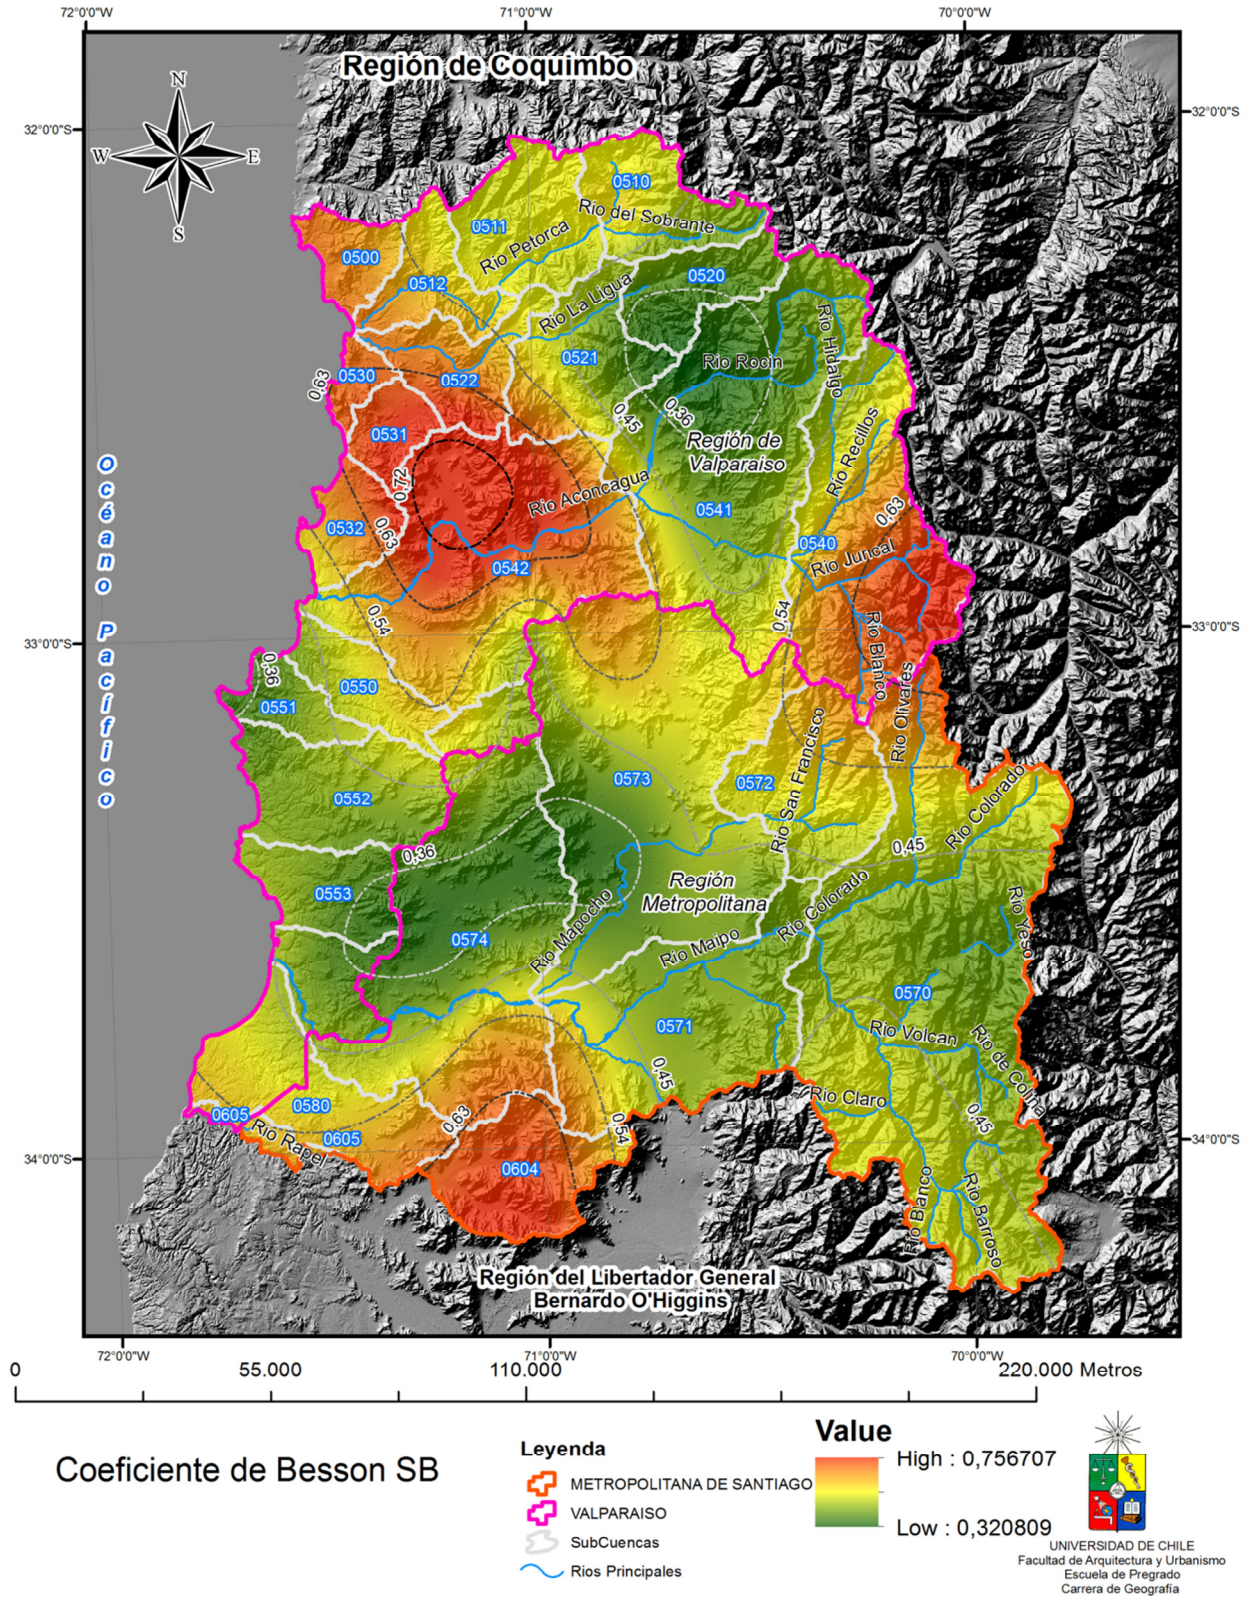 72°0'0"W
71°0'0"W
70°0'0"W
Región de Coquimbo
N
W
E
S
32°0'0"S
32°0'0"S
0510
0511
Rio del Sobrante
Rio Petorca
0500
0512
0520
Rio La Ligua
Rio Hidalgo
0521
Rio Rocin
0530
0522
0,63
0,36
0,45
0531
Región de
Valparaiso
Rio Recillos
Océano Pacífico
0,72
Rio Aconcagua
0541
0,63
0532
0,63
0540
Rio Juncal
0542
0,54
0,54
Rio Blanco
33°0'0"S
33°0'0"S
0,36
0550
0551
Rio Olivares
Rio San Francisco
0573
0572
0552
Rio Colorado
0,36
0,45
Región
Metropolitana
0553
Rio Colorado
Rio Mapocho
Rio Yeso
0574
Rio Maipo
0570
0571
Rio Volcan
Rio de Colina
0,45
Rio Claro
0580
0605
0605
0,63
0,54
0,45
Rio Rapel
34°0'0"S
34°0'0"S
0604
Rio Blanco
Rio Barroso
Región del Libertador General
Bernardo O'Higgins
72°0'0"W
71°0'0"W
70°0'0"W
0
55.000
110.000
220.000 Metros
Coeficiente de Besson SB
Leyenda
METROPOLITANA DE SANTIAGO
VALPARAISO
SubCuencas
Rios Principales
Value
High : 0,756707
Low : 0,320809
UNIVERSIDAD DE CHILE
Facultad de Arquitectura y Urbanismo
Escuela de Pregrado
Carrera de Geografía